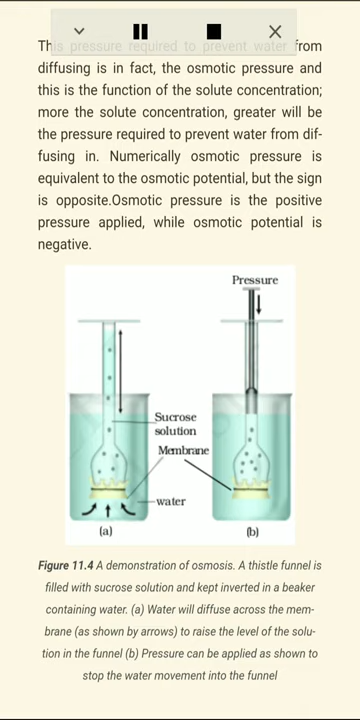 This pressure required to prevent water from
diffusing is in fact, the osmotic pressure and
this is the function of the solute concentration;
more the solute concentration, greater will be
the pressure required to prevent water from dif-
fusing in. Numerically osmotic pressure is
equivalent to the osmotic potential, but the sign
is opposite.Osmotic pressure is the positive
pressure applied, while osmotic potential is
negative.
Pressure
Sucrose
solution
Membrane
water
(a)
(b)
Figure 11.4 A demonstration of osmosis. A thistle funnel is
filled with sucrose solution and kept inverted in a beaker
containing water. (a) Water will diffuse across the mem-
brane (as shown by arrows) to raise the level of the solu-
tion in the funnel (b) Pressure can be applied as shown to
stop the water movement into the funnel